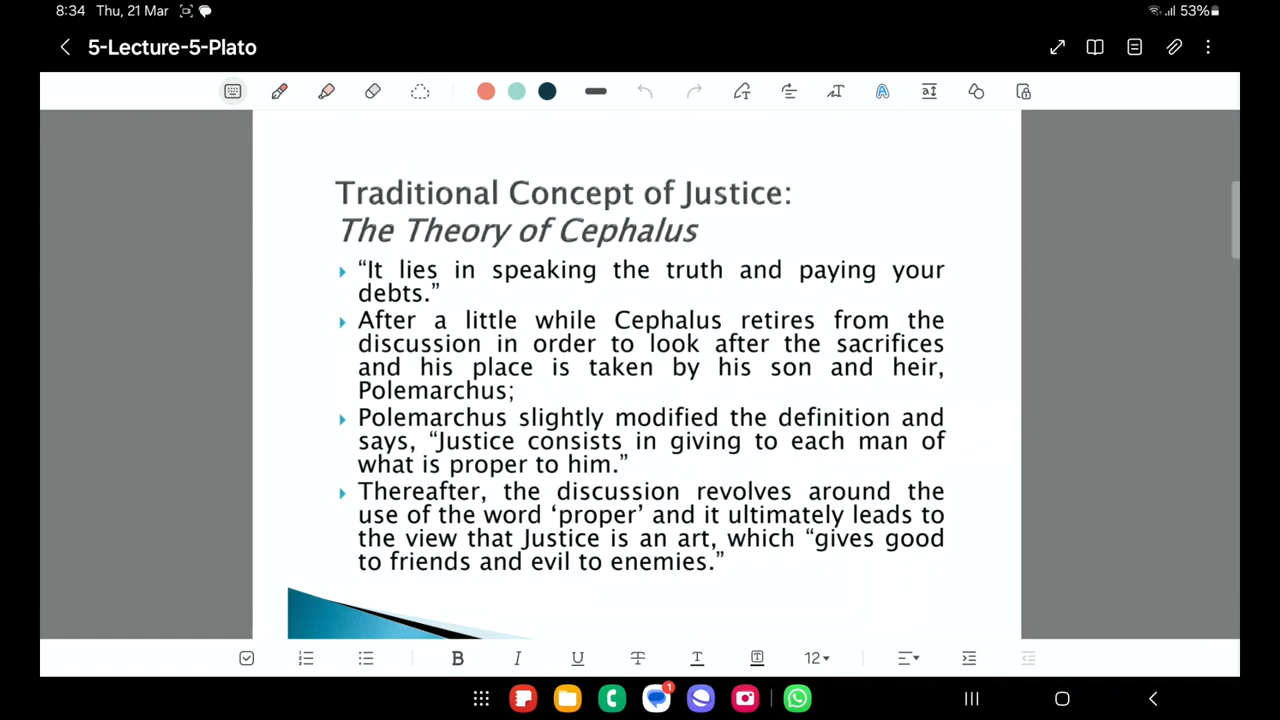 8:34 Thu, 21 Mar
53%
5-Lecture-5-Plato
Traditional Concept of Justice:
The Theory of Cephalus
“It lies in speaking the truth and paying your
debts.”
After a little while Cephalus retires from the
discussion in order to look after the sacrifices
and his place is taken by his son and heir,
Polemarchus;
Polemarchus slightly modified the definition and
says, “Justice consists in giving to each man of
what is proper to him.”
Thereafter, the discussion revolves around the
use of the word ‘proper’ and it ultimately leads to
the view that Justice is an art, which “gives good
to friends and evil to enemies.”
B I U T T T 12
1